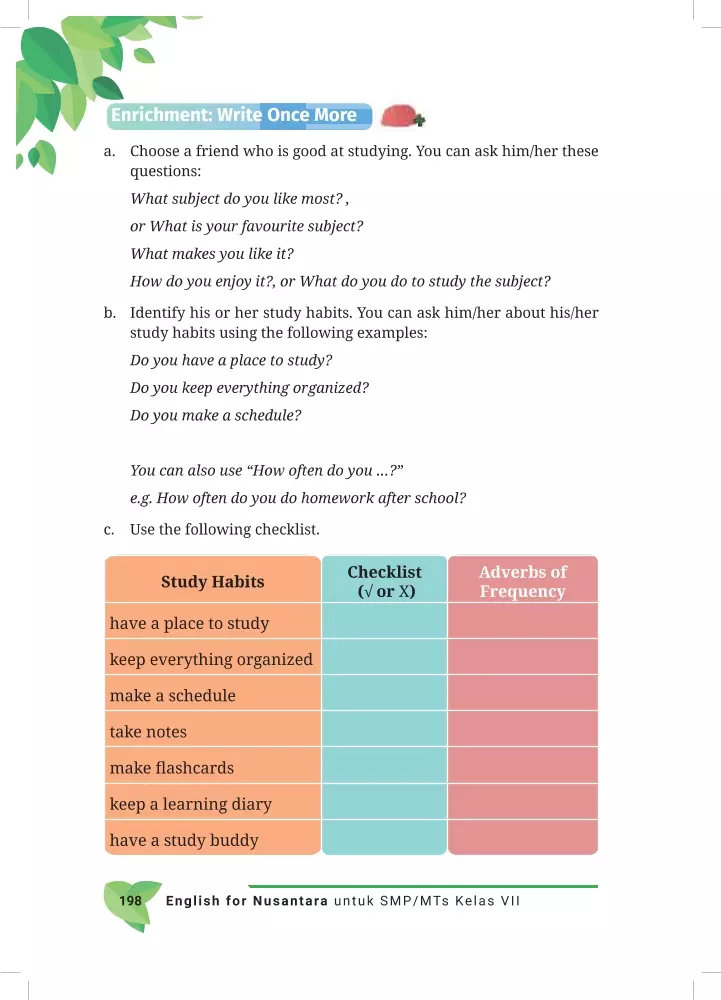 Enrichment: Write Once More
a. Choose a friend who is good at studying. You can ask him/her these
questions:
What subject do you like most? ,
or What is your favourite subject?
What makes you like it?
How do you enjoy it?, or What do you do to study the subject?
b. Identify his or her study habits. You can ask him/her about his/her
study habits using the following examples:
Do you have a place to study?
Do you keep everything organized?
Do you make a schedule?
You can also use “How often do you ...?”
e.g. How often do you do homework after school?
c. Use the following checklist.
Study Habits
Checklist
(√ or X)
Adverbs of
Frequency
have a place to study
keep everything organized
make a schedule
take notes
make flashcards
keep a learning diary
have a study buddy
198 English for Nusantara untuk SMP/MTs Kelas VII